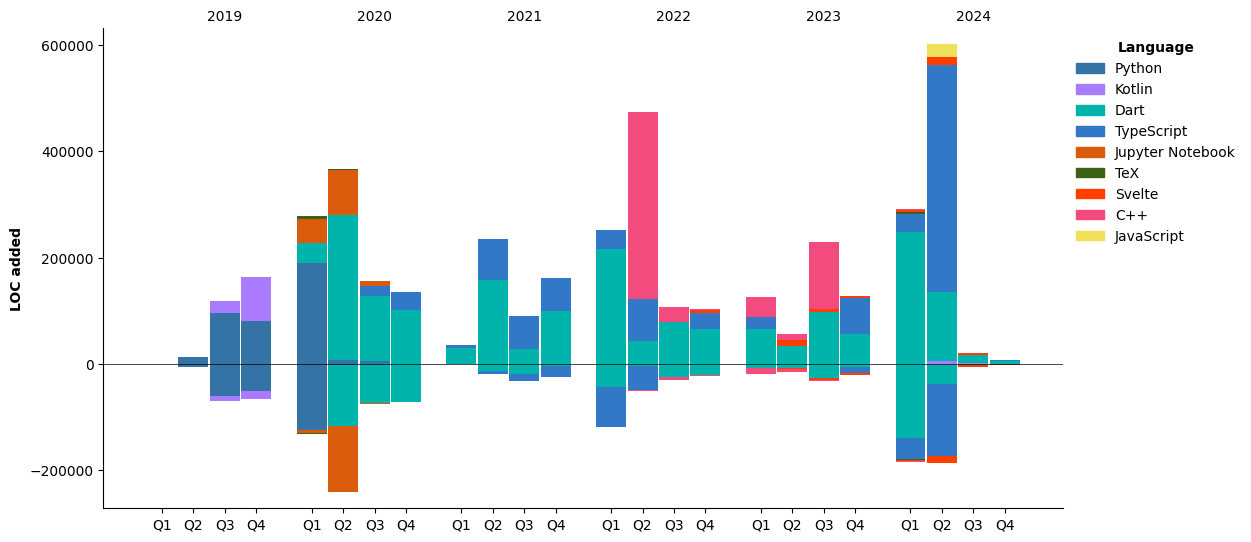 2019 2020 2021 2022 2023 2024
LOC added
600000
400000
200000
0
−200000
Q1 Q2 Q3 Q4 Q1 Q2 Q3 Q4 Q1 Q2 Q3 Q4 Q1 Q2 Q3 Q4 Q1 Q2 Q3 Q4 Q1 Q2 Q3 Q4
Language
Python
Kotlin
Dart
TypeScript
Jupyter Notebook
TeX
Svelte
C++
JavaScript